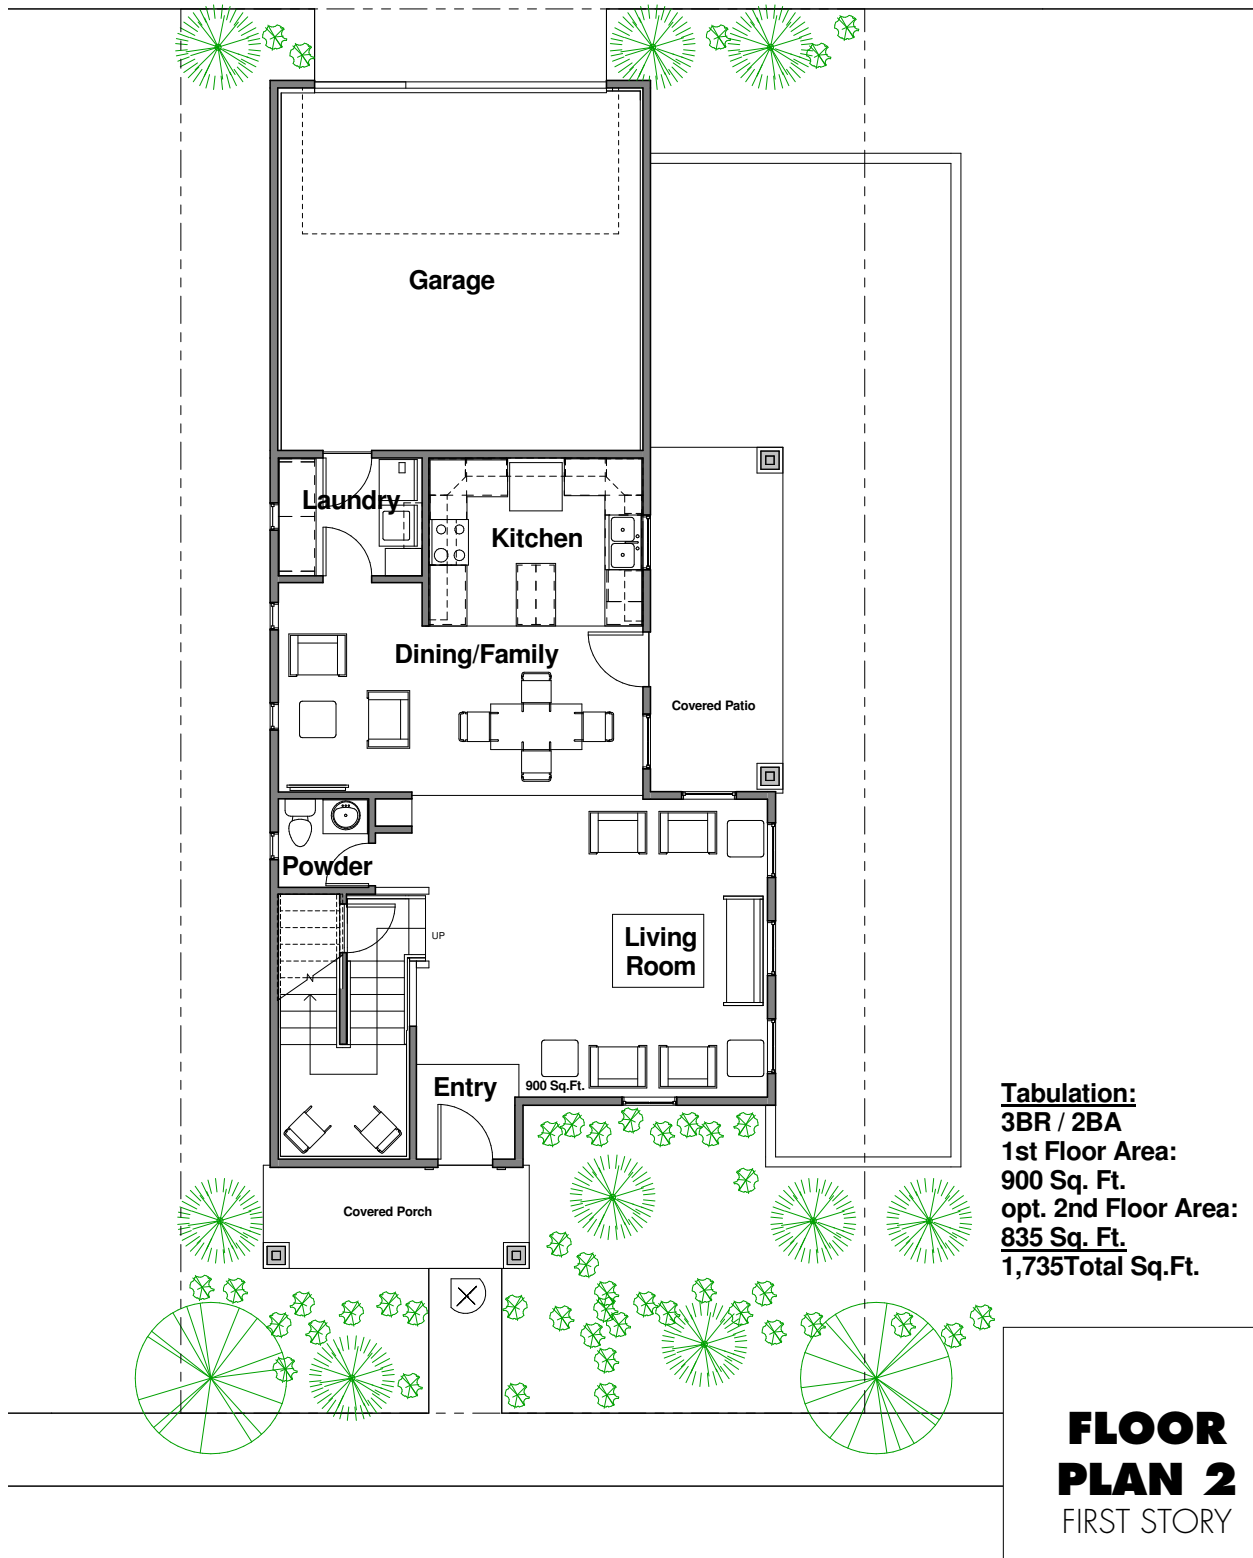 Garage
Laundry
Kitchen
Dining/Family
Covered Patio
Powder
UP
Living
Room
Entry
900 Sq.Ft.
Covered Porch
Tabulation:
3BR / 2BA
1st Floor Area:
900 Sq. Ft.
opt. 2nd Floor Area:
835 Sq. Ft.
1,735Total Sq.Ft.
FLOOR
PLAN 2
FIRST STORY